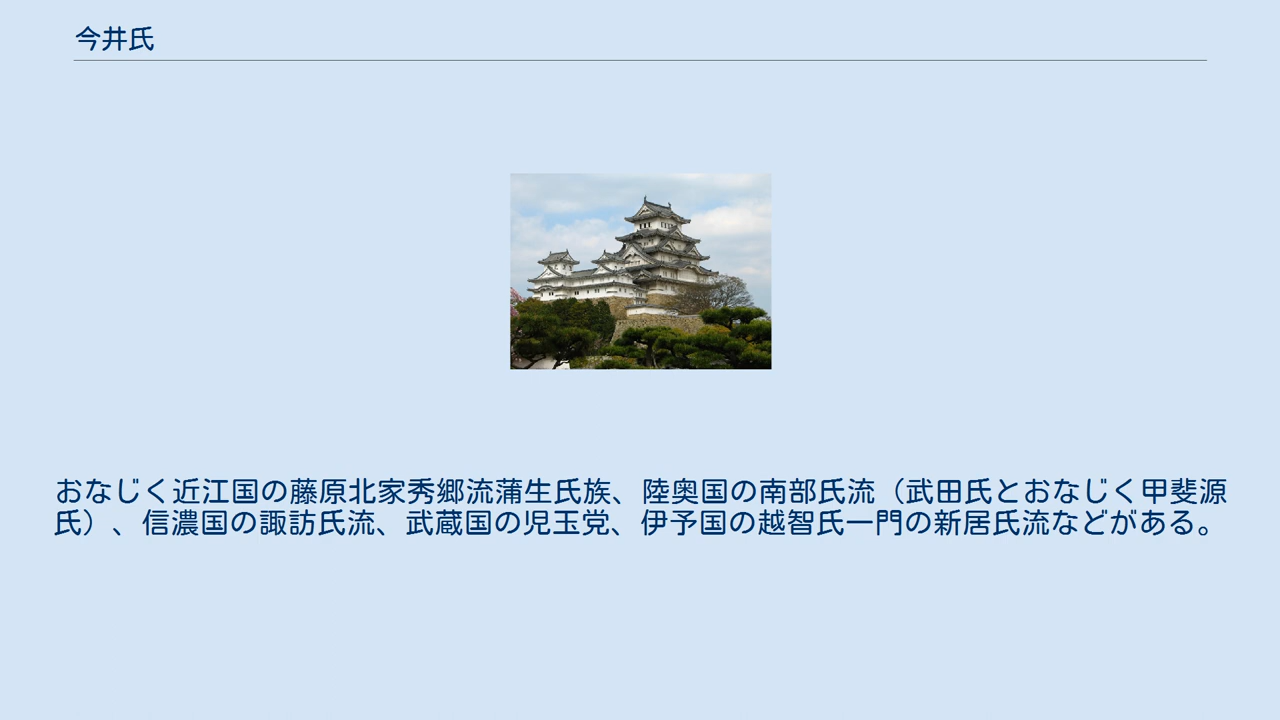 今井氏
おなじく近江国の藤原北家秀郷流蒲生氏族、陸奥国の南部氏流（武田氏とおなじく甲斐源
氏）、信濃国の諏訪氏流、武蔵国の児玉党、伊予国の越智氏一門の新居氏流などがある。